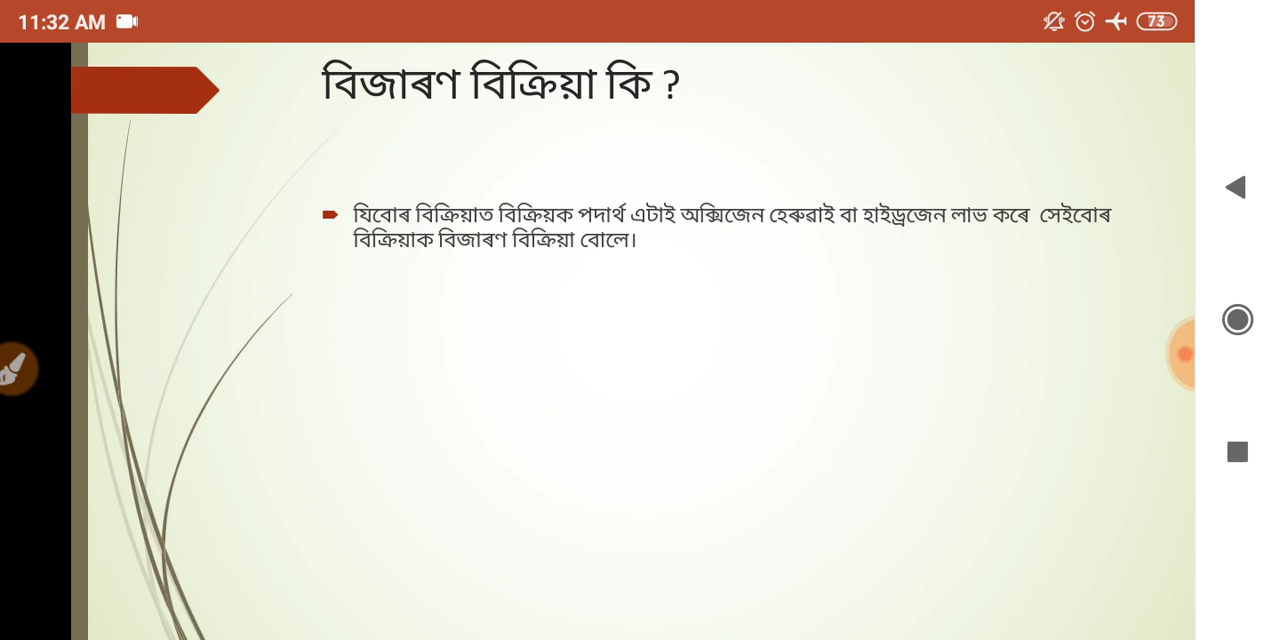 11:32 AM
73
বিজাৰণ বিক্ৰিয়া কি ?
যিবোৰ বিক্ৰিয়াত বিক্ৰিয়ক পদাৰ্থ এটাই অক্সিজেন হেৰুৱাই বা হাইড্ৰজেন লাভ কৰে সেইবোৰ
বিক্ৰিয়াক বিজাৰণ বিক্ৰিয়া বোলে।